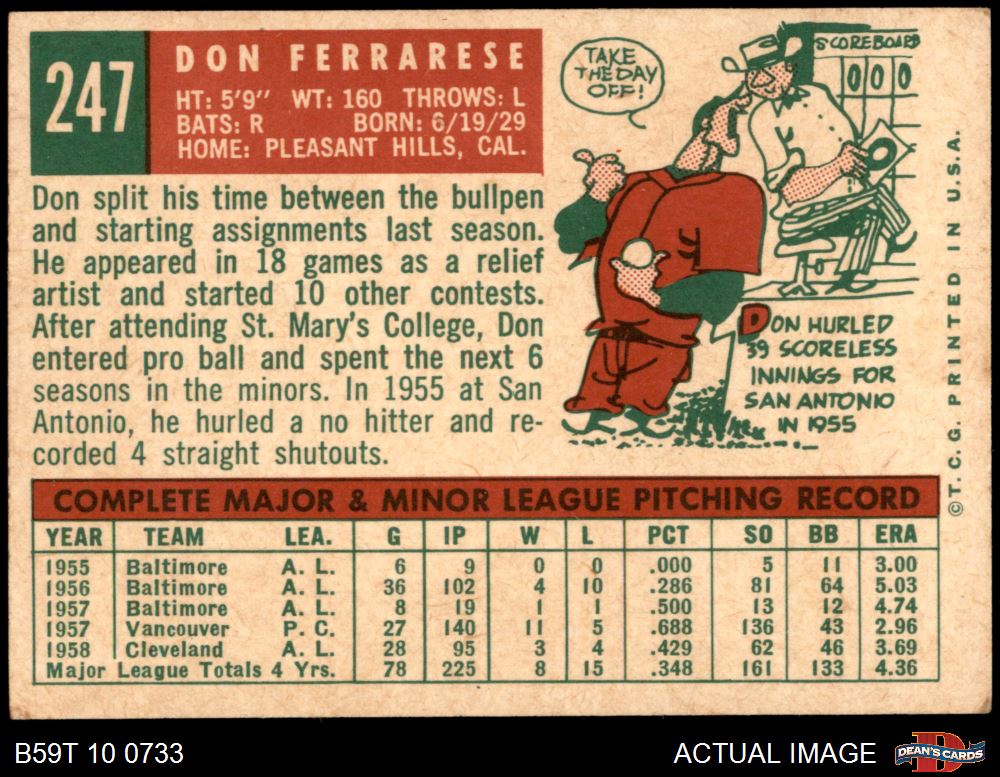 247
DON FERRARESE
HT: 5'9" WT: 160 THROWS: L
BATS: R BORN: 6/19/29
HOME: PLEASANT HILLS, CAL.
Don split his time between the bullpen
and starting assignments last season.
He appeared in 18 games as a relief
artist and started 10 other contests.
After attending St. Mary's College, Don
entered pro ball and spent the next 6
seasons in the minors. In 1955 at San
Antonio, he hurled a no hitter and re-
corded 4 straight shutouts.
TAKE
THE DAY
OFF!
SCOREBOARD
000
DON HURLED
39 SCORELESS
INNINGS FOR
SAN ANTONIO
IN 1955
©T.C.G. PRINTED IN U.S.A.
COMPLETE MAJOR & MINOR LEAGUE PITCHING RECORD
YEAR TEAM LEA. G IP W L PCT SO BB ERA
1955 Baltimore A. L. 6 9 0 0 .000 5 11 3.00
1956 Baltimore A. L. 36 102 4 10 .286 81 64 5.03
1957 Baltimore A. L. 8 19 1 1 .500 13 12 4.74
1957 Vancouver P. C. 27 140 11 5 .688 136 43 2.96
1958 Cleveland A. L. 28 95 3 4 .429 62 46 3.69
Major League Totals 4 Yrs. 78 225 8 15 .348 161 133 4.36
B59T 10 0733
ACTUAL IMAGE
D
DEAN'S CARDS